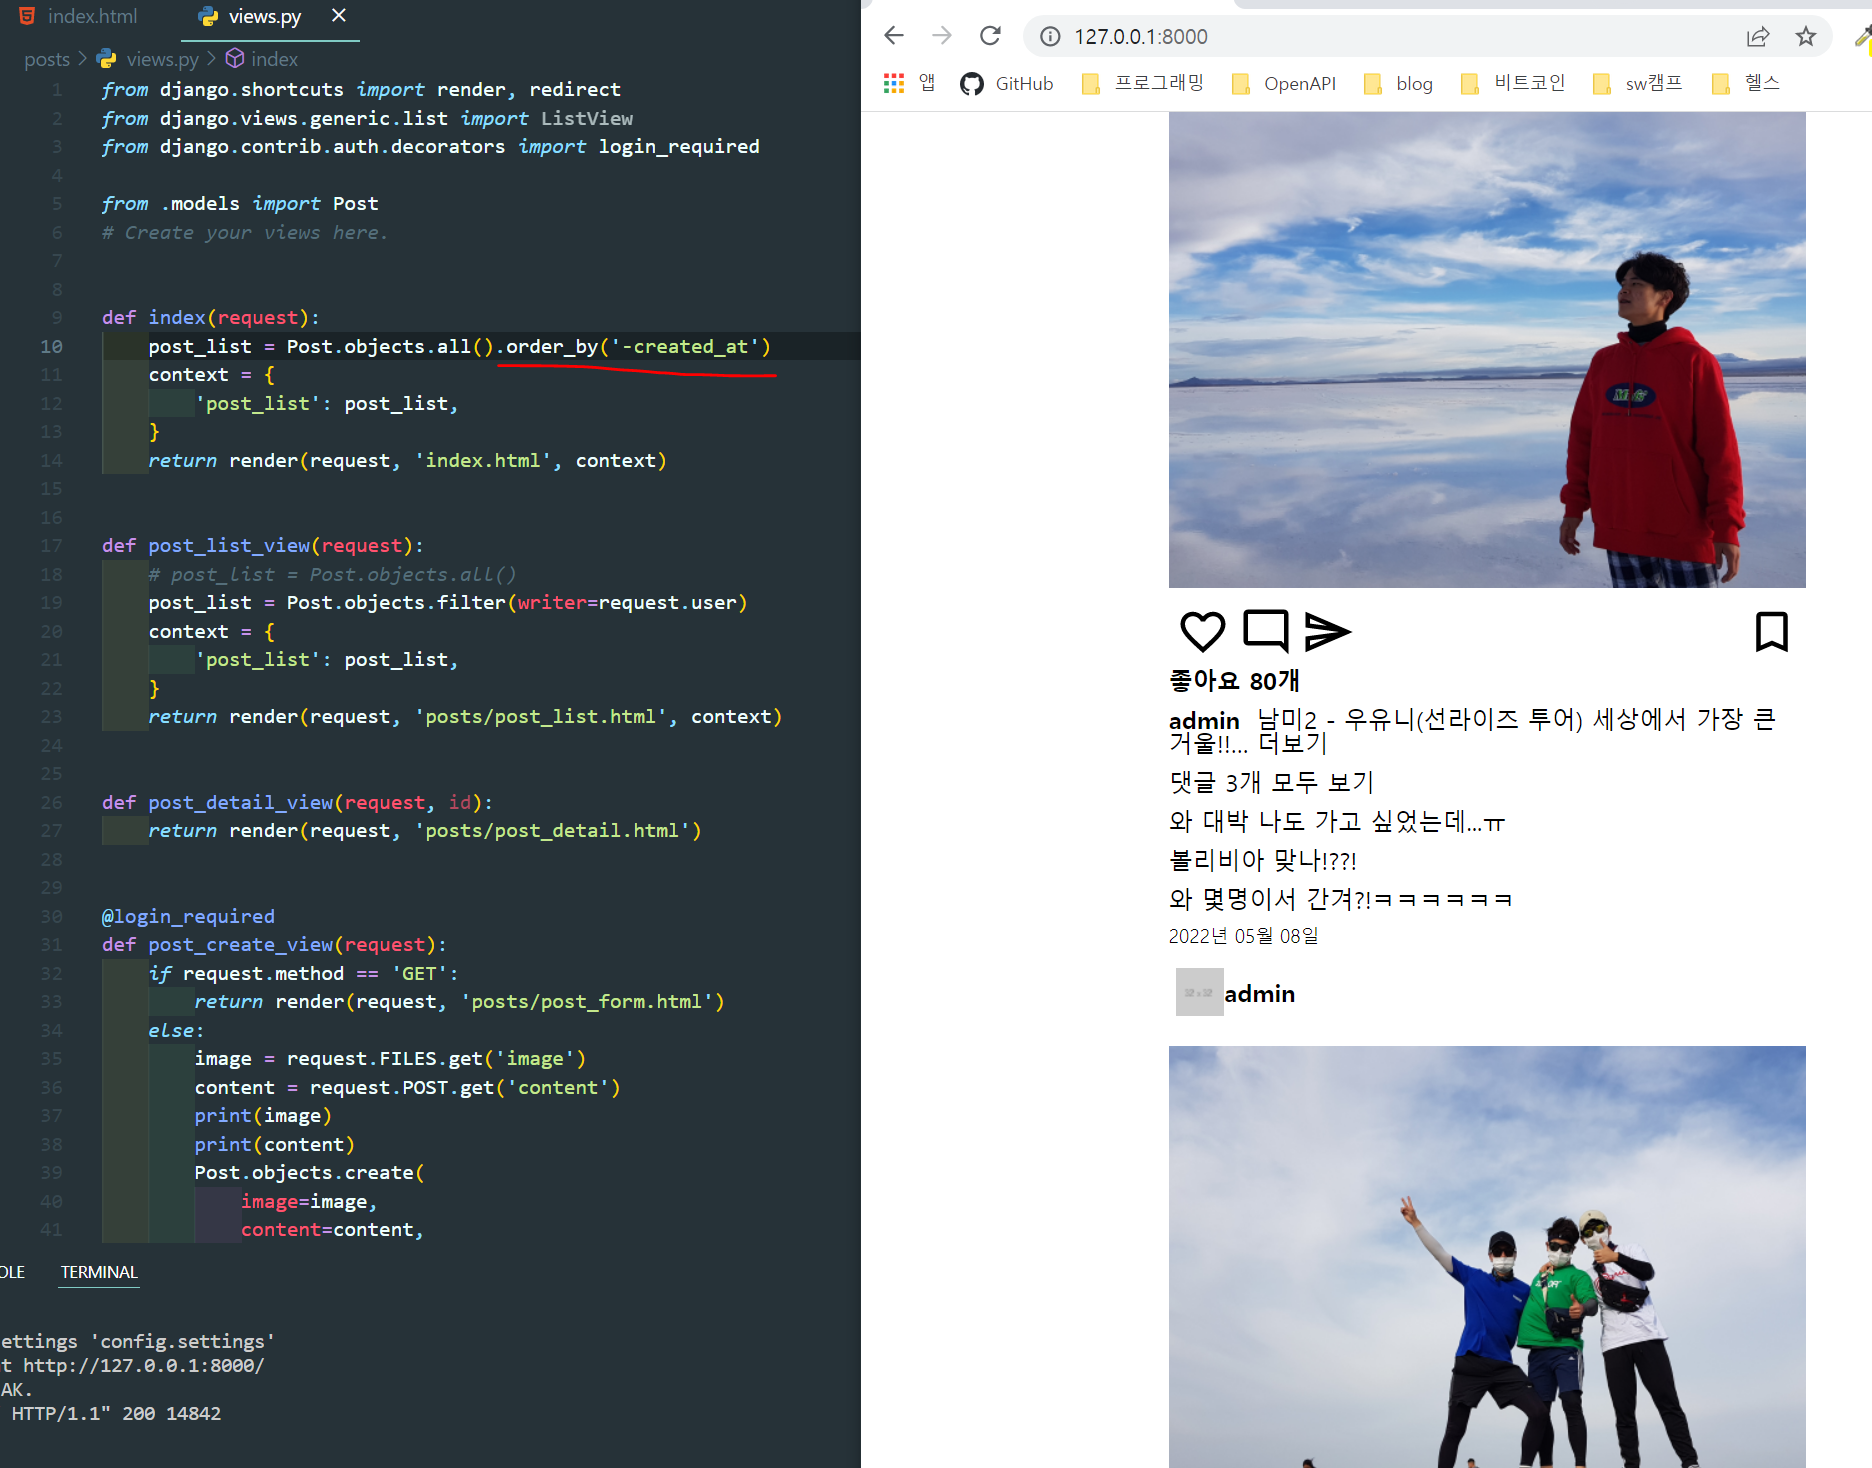 index.html
views.py
posts > views.py > index
1 from django.shortcuts import render, redirect
2 from django.views.generic.list import ListView
3 from django.contrib.auth.decorators import login_required
4
5 from .models import Post
6 # Create your views here.
7
8
9 def index(request):
10 post_list = Post.objects.all().order_by('-created_at')
11 context = {
12 'post_list': post_list,
13 }
14 return render(request, 'index.html', context)
15
16
17 def post_list_view(request):
18 # post_list = Post.objects.all()
19 post_list = Post.objects.filter(writer=request.user)
20 context = {
21 'post_list': post_list,
22 }
23 return render(request, 'posts/post_list.html', context)
24
25
26 def post_detail_view(request, id):
27 return render(request, 'posts/post_detail.html')
28
29
30 @login_required
31 def post_create_view(request):
32 if request.method == 'GET':
33 return render(request, 'posts/post_form.html')
34 else:
35 image = request.FILES.get('image')
36 content = request.POST.get('content')
37 print(image)
38 print(content)
39 Post.objects.create(
40 image=image,
41 content=content,
OLE TERMINAL
ettings 'config.settings'
t http://127.0.0.1:8000/
AK.
HTTP/1.1" 200 14842
127.0.0.1:8000
앱 GitHub 프로그래밍 OpenAPI blog 비트코인 sw캠프 헬스
좋아요 80개
admin 남미2 - 우유니(선라이즈 투어) 세상에서 가장 큰
거울!!... 더보기
댓글 3개 모두 보기
와 대박 나도 가고 싶었는데...ㅠ
볼리비아 맞나!??!
와 몇명이서 간겨?!ㅋㅋㅋㅋㅋㅋ
2022년 05월 08일
32 x 32
admin